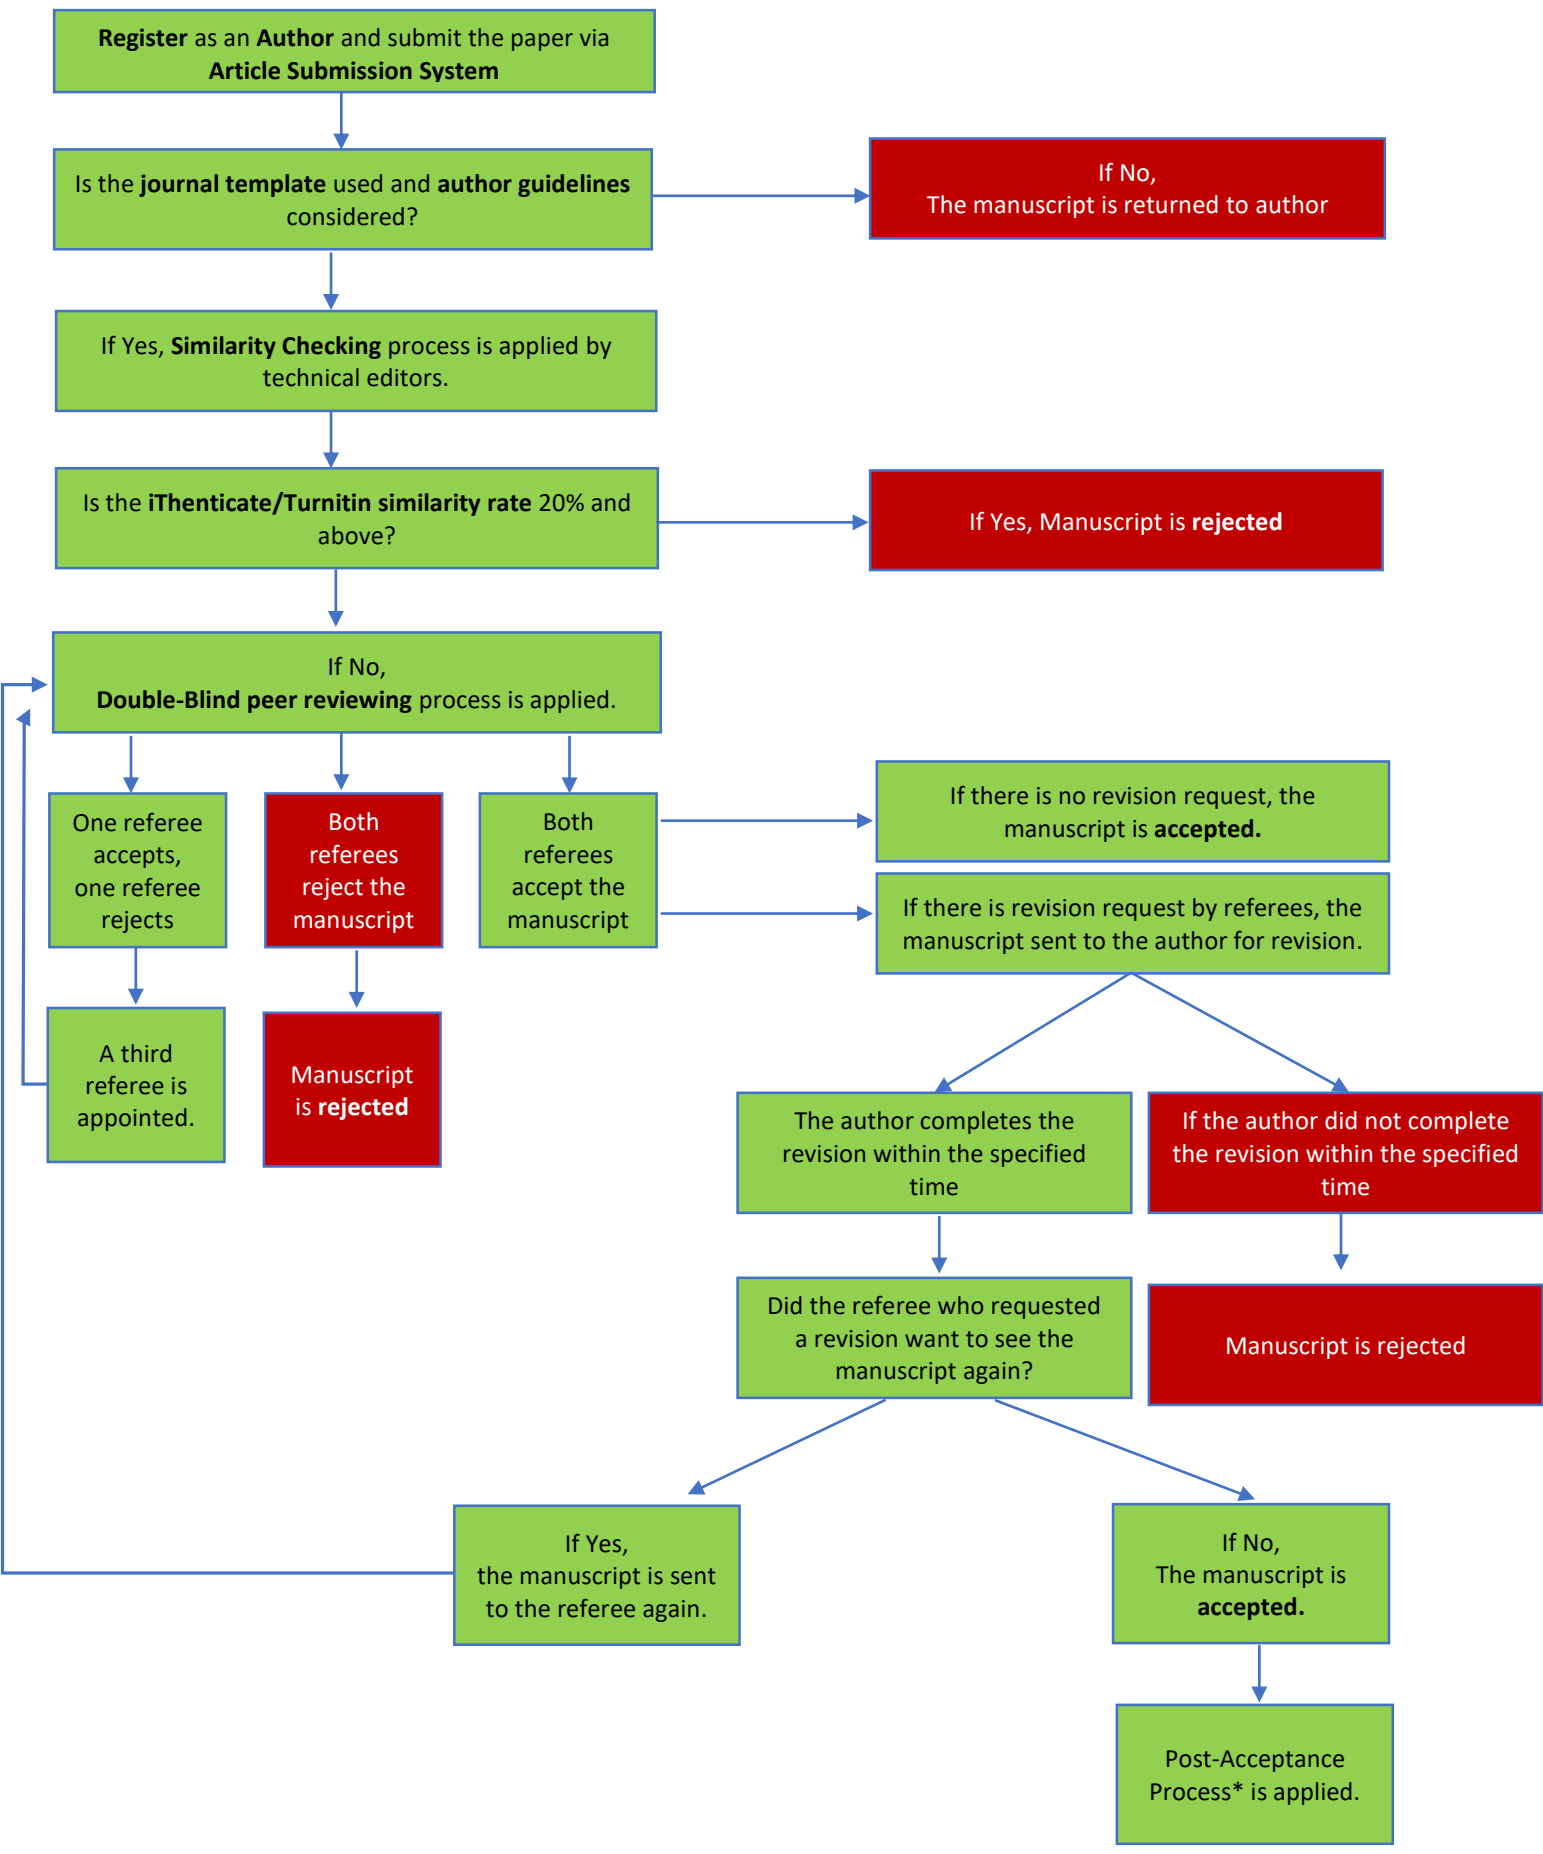 Register as an Author and submit the paper via
Article Submission System
Is the journal template used and author guidelines
considered?
If No,
The manuscript is returned to author
If Yes, Similarity Checking process is applied by
technical editors.
Is the iThenticate/Turnitin similarity rate 20% and
above?
If Yes, Manuscript is rejected
If No,
Double-Blind peer reviewing process is applied.
One referee
accepts,
one referee
rejects
Both
referees
reject the
manuscript
Both
referees
accept the
manuscript
If there is no revision request, the
manuscript is accepted.
If there is revision request by referees, the
manuscript sent to the author for revision.
A third
referee is
appointed.
Manuscript
is rejected
The author completes the
revision within the specified
time
If the author did not complete
the revision within the specified
time
Did the referee who requested
a revision want to see the
manuscript again?
Manuscript is rejected
If Yes,
the manuscript is sent
to the referee again.
If No,
The manuscript is
accepted.
Post-Acceptance
Process* is applied.